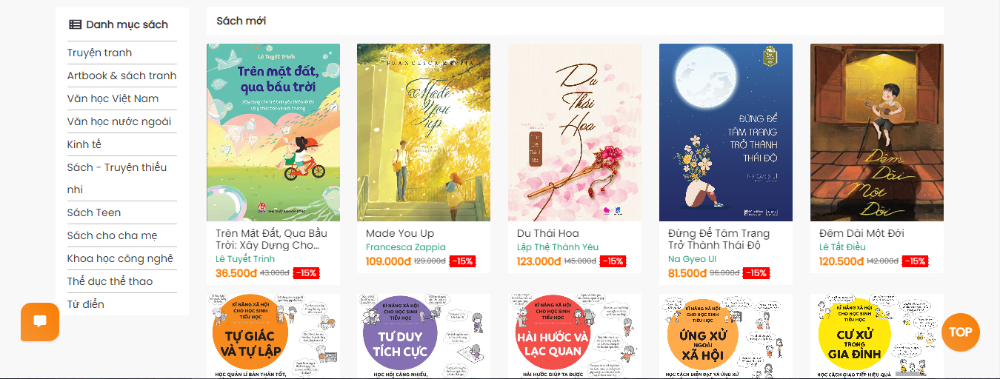 Danh mục sách
Truyện tranh
Artbook & sách tranh
Văn học Việt Nam
Văn học nước ngoài
Kinh tế
Sách - Truyện thiếu
nhi
Sách Teen
Sách cho cha mẹ
Khoa học công nghệ
Thể dục thể thao
Từ điển
Sách mới
Lê Tuyết Trinh
Trên mặt đất,
qua bầu trời
Xây dựng cho trẻ tình yêu thiên nhiên
và ý thức bảo vệ môi trường
Trên Mặt Đất, Qua Bầu
Trời: Xây Dựng Cho...
Lê Tuyết Trinh
36.500đ 43.000đ -15%
FRANCESCA ZAPPIA
Made
You
Up
Made You Up
Francesca Zappia
109.000đ 129.000đ -15%
Du
Thái
Hoa
Lập
Thệ
Thành
Yêu
Du Thái Hoa
Lập Thệ Thành Yêu
123.000đ 145.000đ -15%
ĐỪNG ĐỂ
TÂM TRẠNG
TRỞ THÀNH
THÁI ĐỘ
Na Gyeo Ul
Đừng Để Tâm Trạng
Trở Thành Thái Độ
Na Gyeo Ul
81.500đ 96.000đ -15%
Đêm
Dài
Một
Đời
Đêm Dài Một Đời
Lê Tất Điều
120.500đ 142.000đ -15%
KĨ NĂNG XÃ HỘI
CHO HỌC SINH
TIỂU HỌC
TỰ GIÁC
VÀ TỰ LẬP
HỌC QUẢN LÍ BẢN THÂN TỐT,
KĨ NĂNG XÃ HỘI
CHO HỌC SINH
TIỂU HỌC
TƯ DUY
TÍCH CỰC
HỌC HỎI CÀNG NHIỀU,
KĨ NĂNG XÃ HỘI
CHO HỌC SINH
TIỂU HỌC
HÀI HƯỚC VÀ
LẠC QUAN
HÀI HƯỚC GIÚP TA ĐƯỢC
KĨ NĂNG XÃ HỘI
CHO HỌC SINH
TIỂU HỌC
ỨNG XỬ
NGOÀI
XÃ HỘI
HỌC CÁCH DIỄN ĐẠT VÀ ỨNG XỬ
KĨ NĂNG XÃ HỘI
CHO HỌC SINH
TIỂU HỌC
CƯ XỬ
TRONG
GIA ĐÌNH
HỌC CÁCH GIAO TIẾP HIỆU QUẢ
TOP